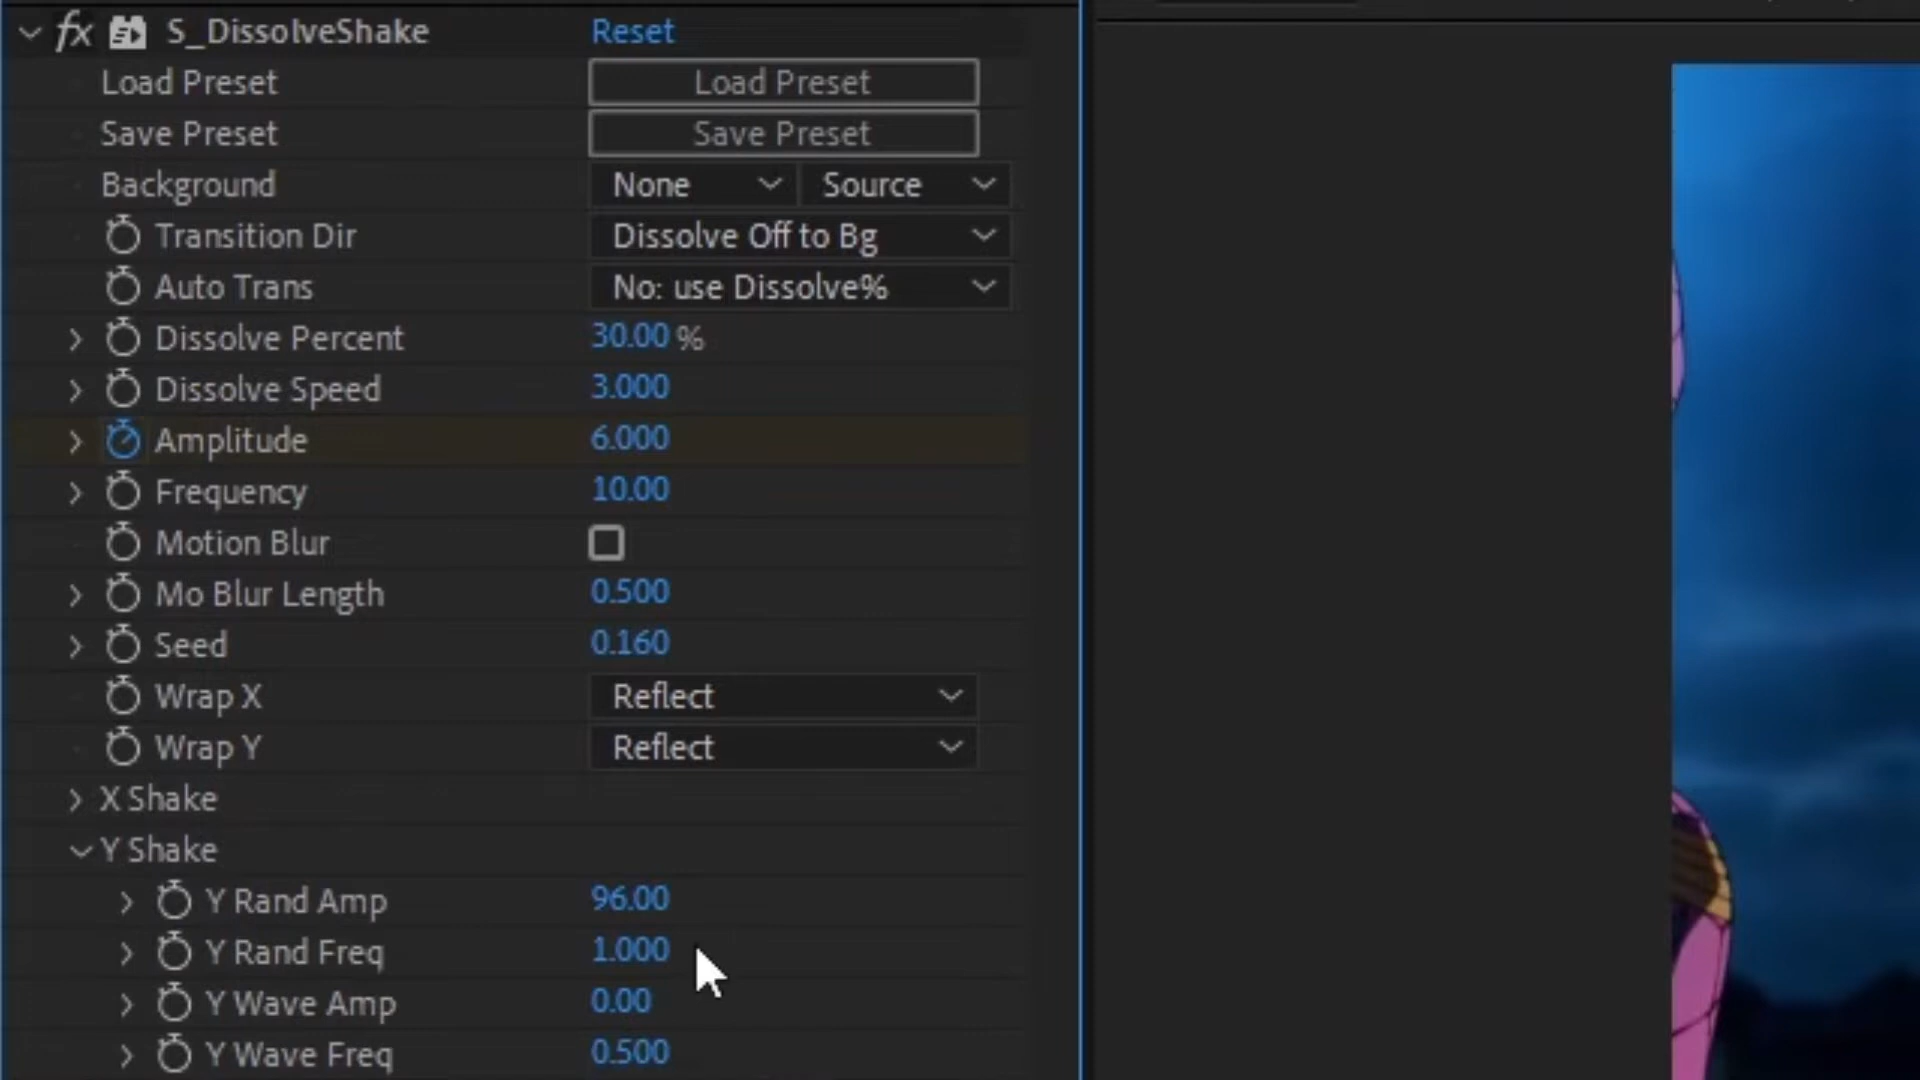 fx S_DissolveShake Reset
Load Preset Load Preset
Save Preset Save Preset
Background None Source
Transition Dir Dissolve Off to Bg
Auto Trans No: use Dissolve%
Dissolve Percent 30.00 %
Dissolve Speed 3.000
Amplitude 6.000
Frequency 10.00
Motion Blur
Mo Blur Length 0.500
Seed 0.160
Wrap X Reflect
Wrap Y Reflect
X Shake
Y Shake
Y Rand Amp 96.00
Y Rand Freq 1.000
Y Wave Amp 0.00
Y Wave Freq 0.500